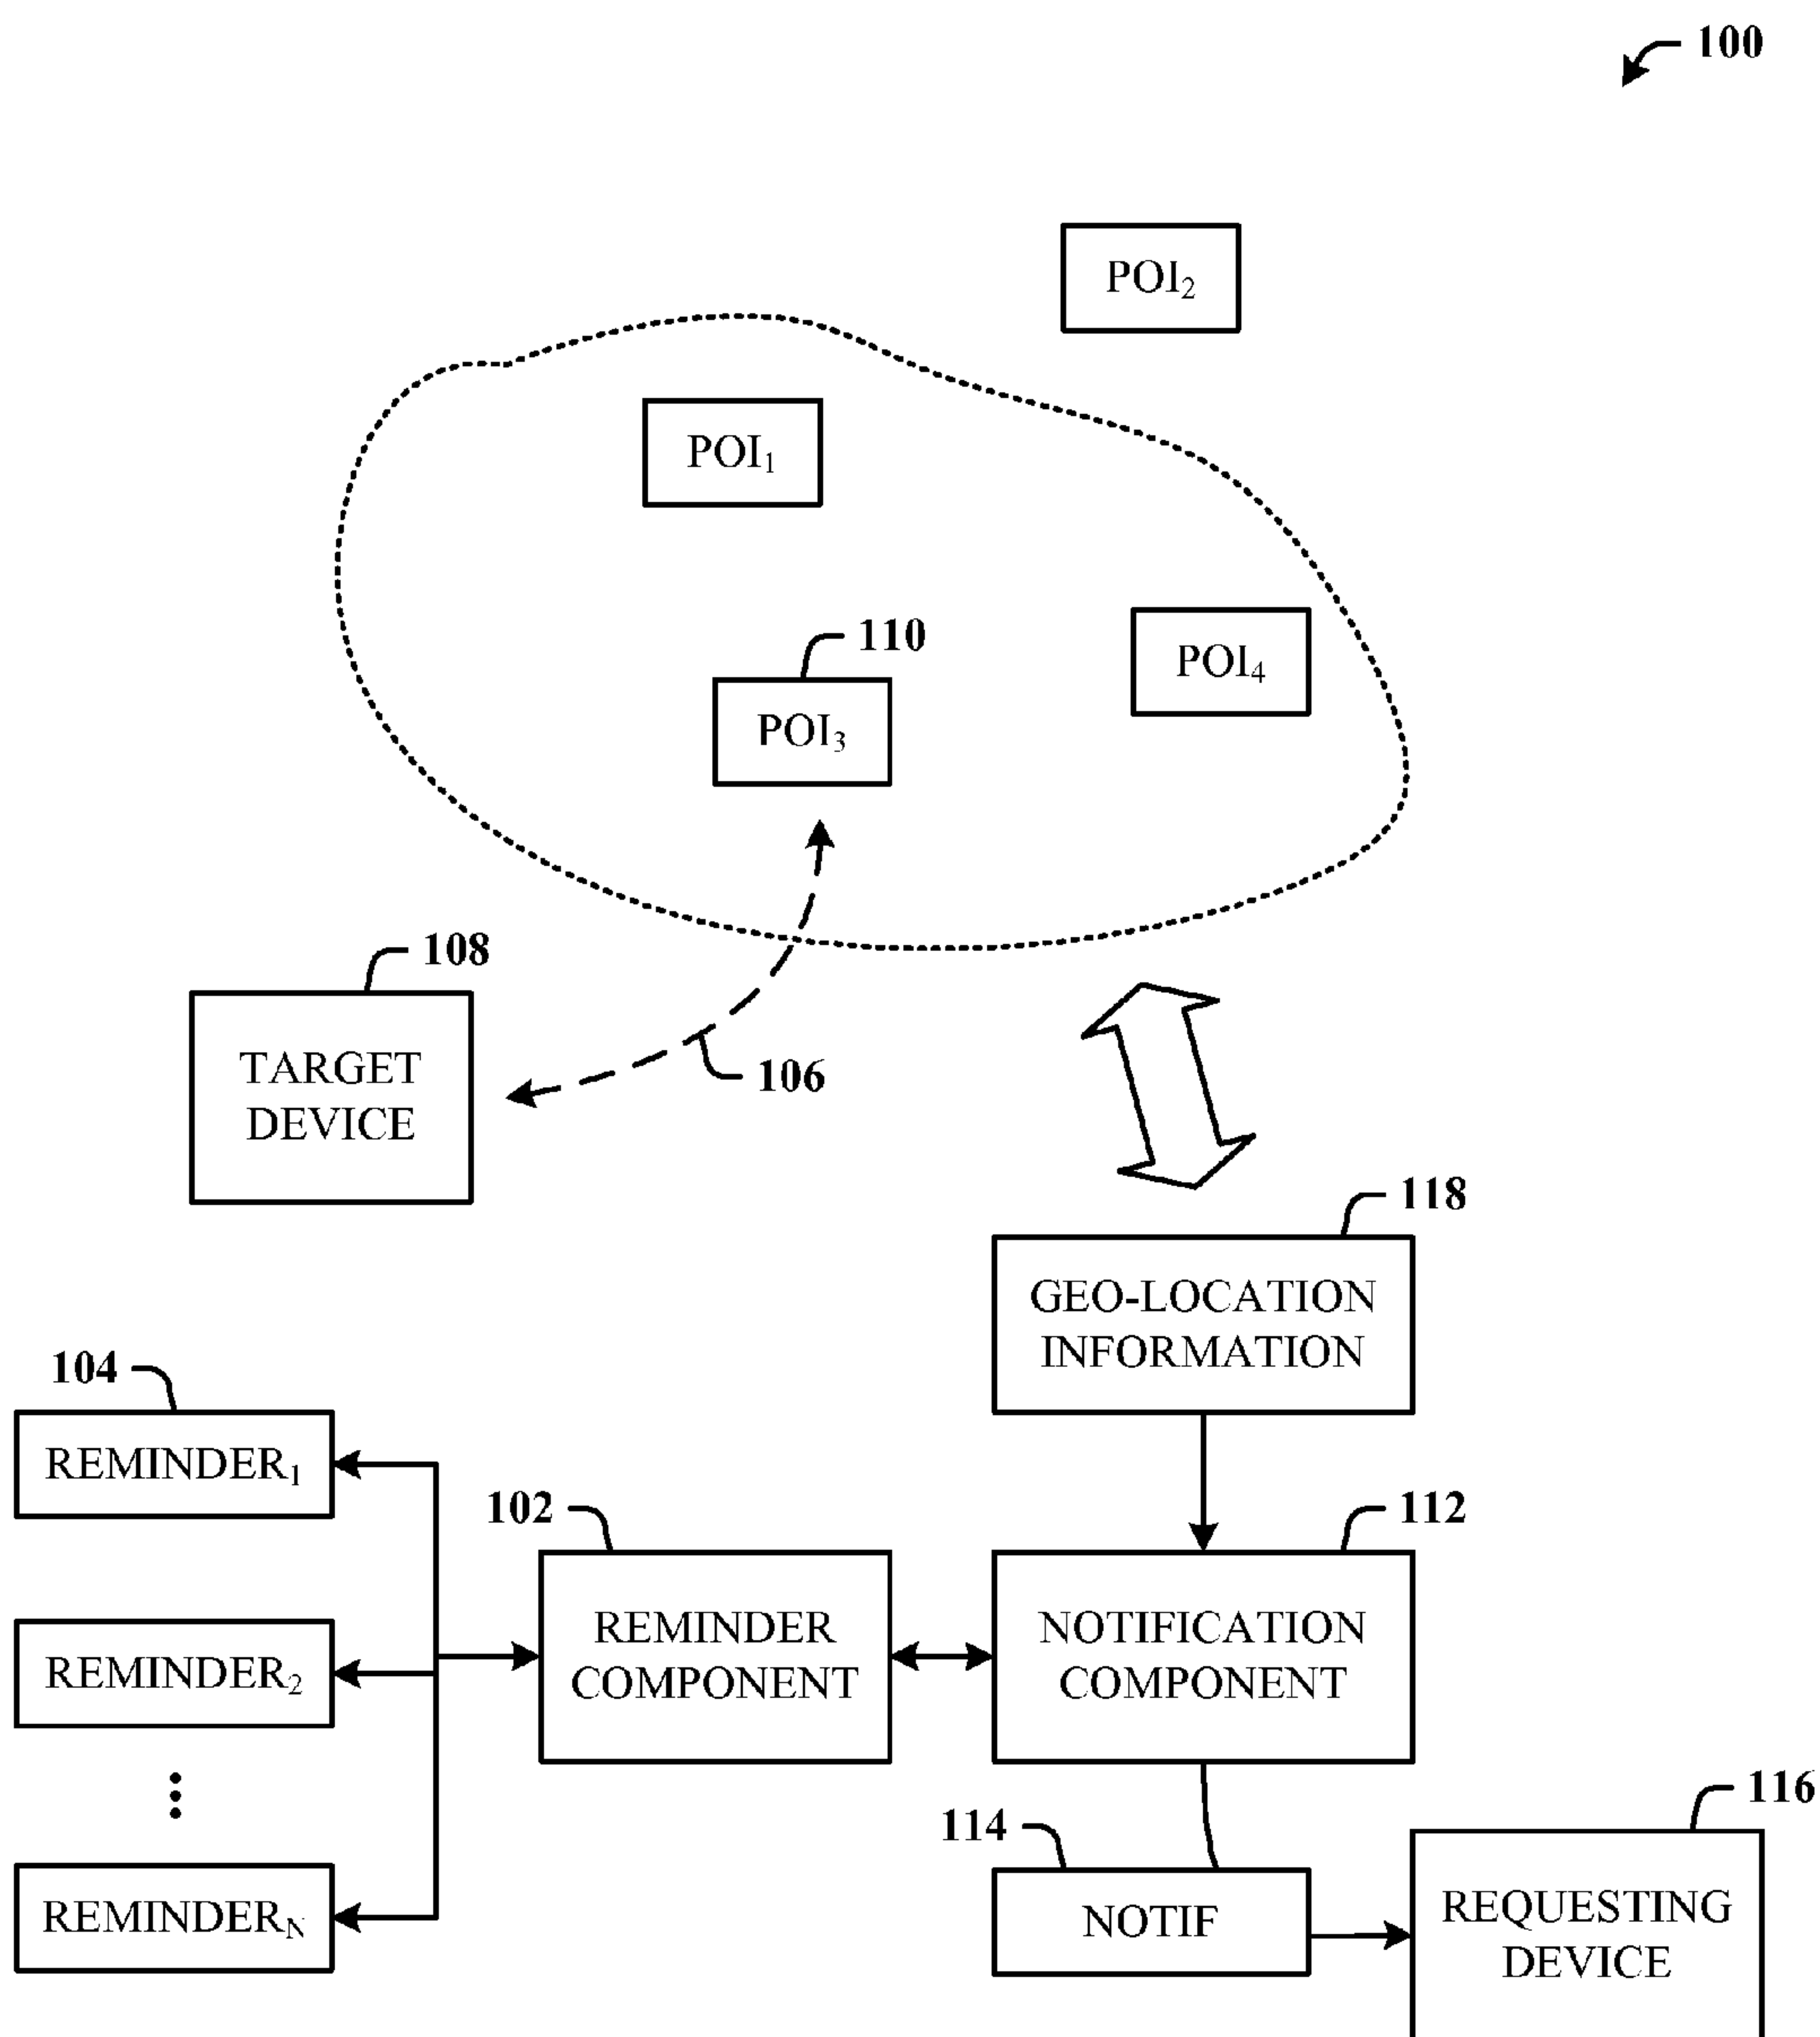 100
POI₂
POI₁
POI₄
110
POI₃
108
TARGET
DEVICE
106
118
GEO-LOCATION
INFORMATION
104
REMINDER₁
102
112
REMINDER
COMPONENT
NOTIFICATION
COMPONENT
REMINDER₂
114
116
REMINDER_N
NOTIF
REQUESTING
DEVICE